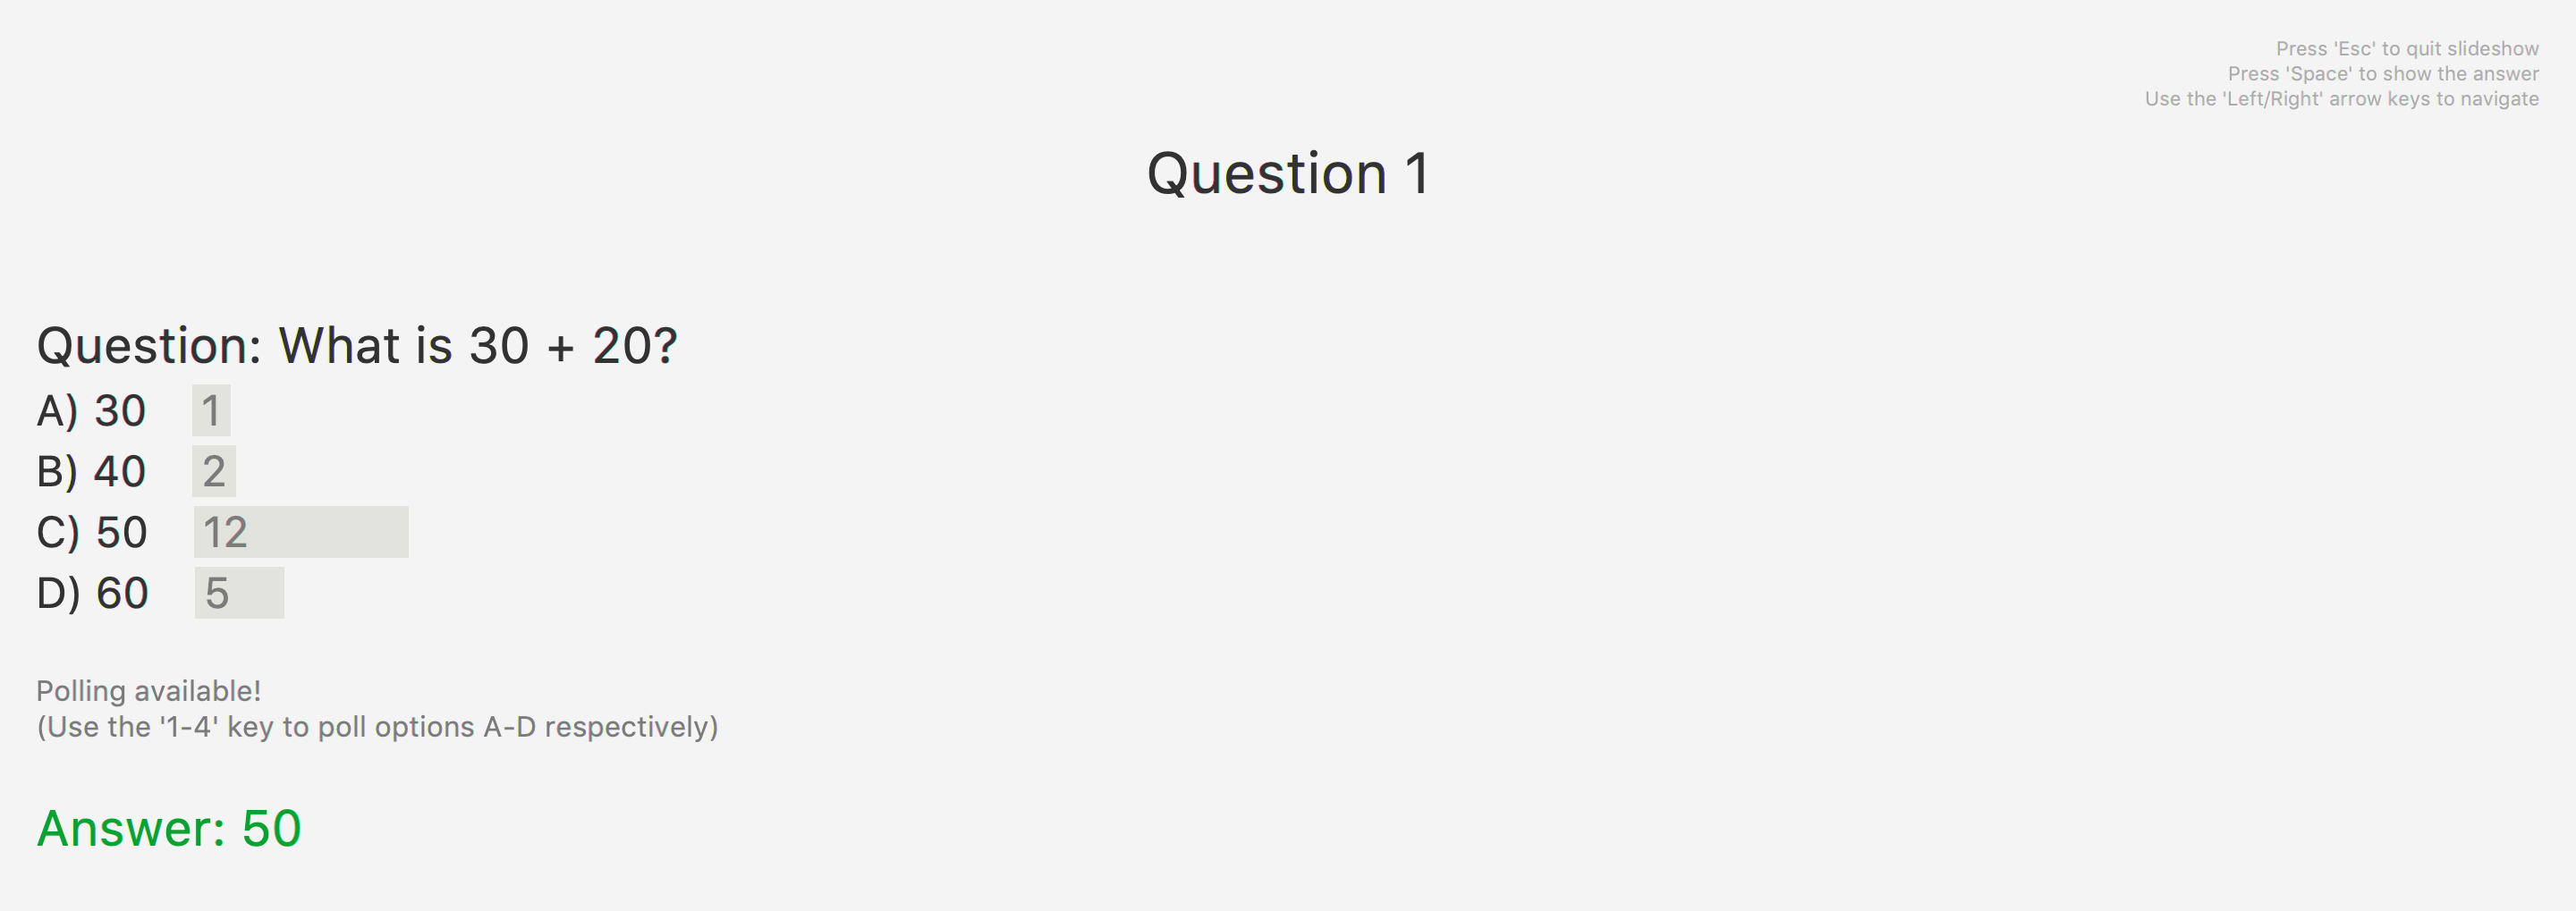 Press 'Esc' to quit slideshow
Press 'Space' to show the answer
Use the 'Left/Right' arrow keys to navigate
Question 1
Question: What is 30 + 20?
A) 30 1
B) 40 2
C) 50 12
D) 60 5
Polling available!
(Use the '1-4' key to poll options A-D respectively)
Answer: 50